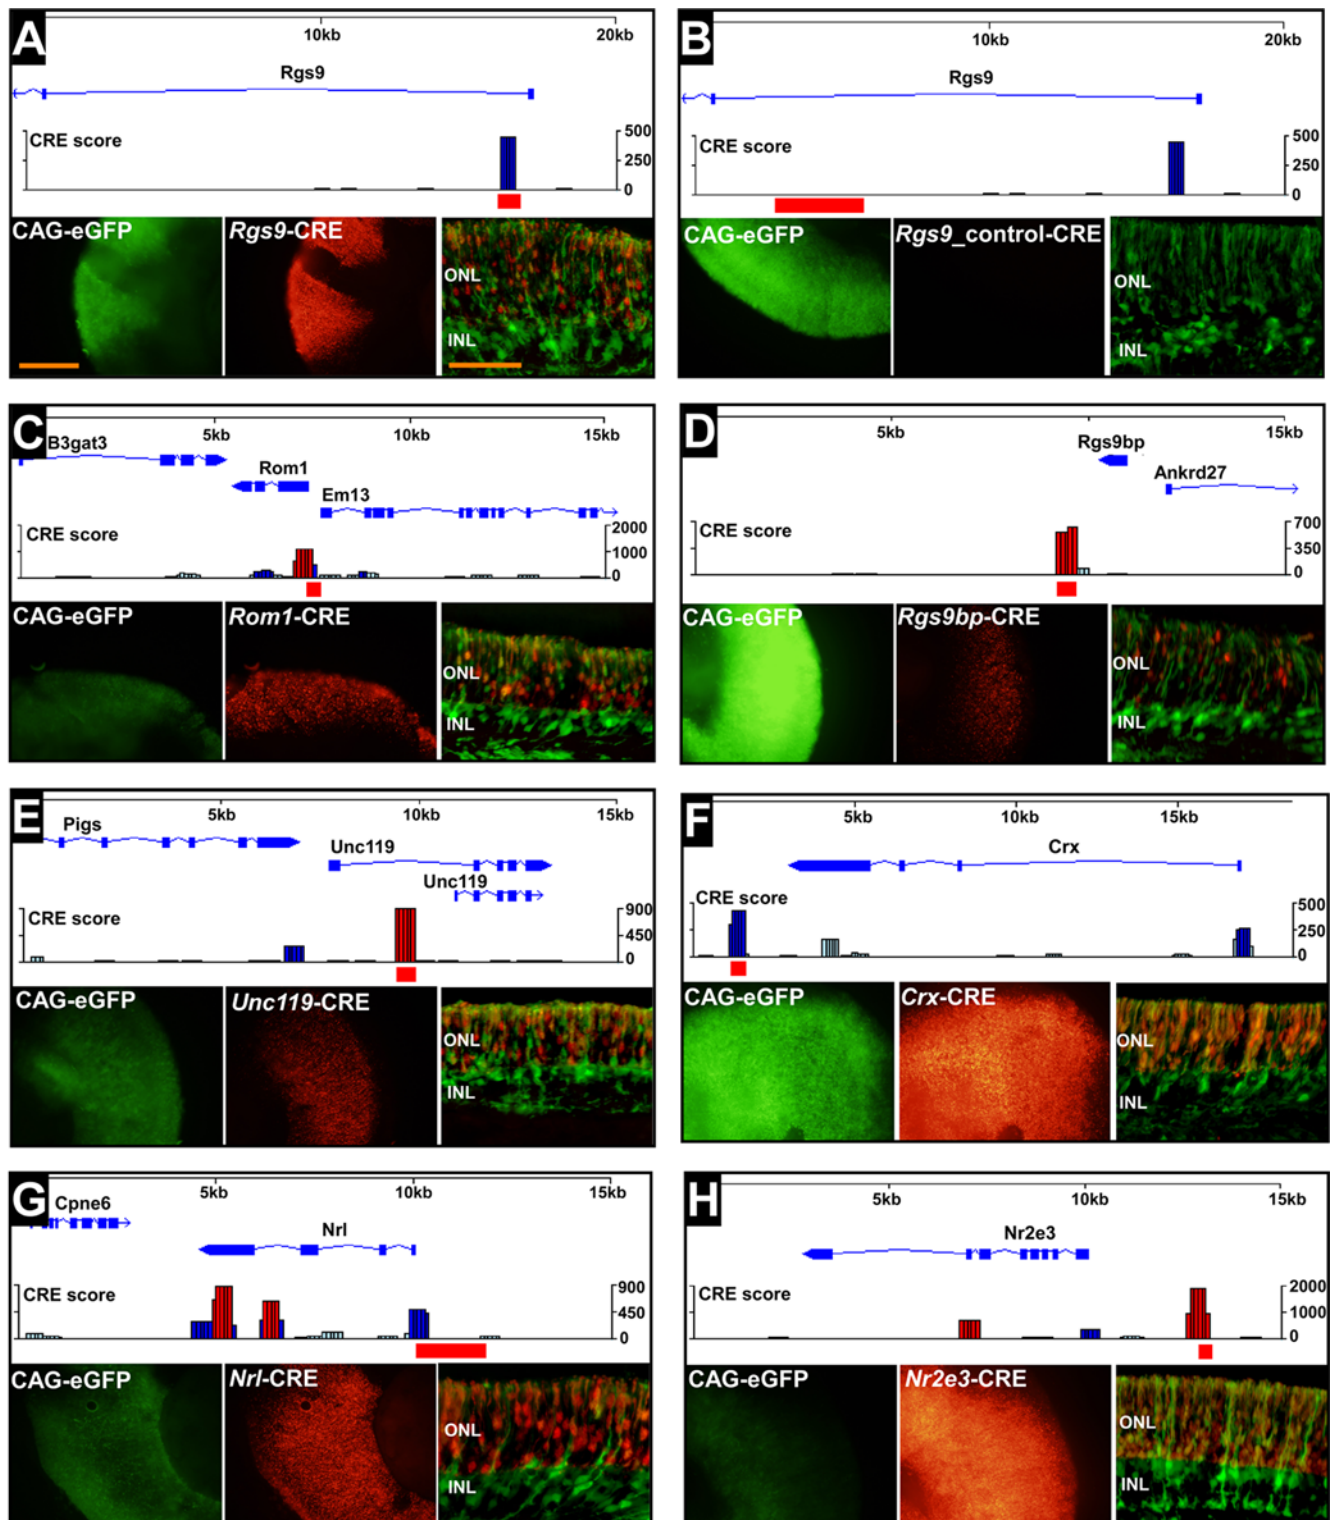 A
10kb 20kb
Rgs9
CRE score
500
250
0
CAG-eGFP Rgs9-CRE
ONL
INL
B
10kb 20kb
Rgs9
CRE score
500
250
0
CAG-eGFP Rgs9_control-CRE
ONL
INL
C
5kb 10kb 15kb
B3gat3
Rom1
Em13
CRE score
2000
1000
0
CAG-eGFP Rom1-CRE
ONL
INL
D
5kb 15kb
Rgs9bp
Ankrd27
CRE score
700
350
0
CAG-eGFP Rgs9bp-CRE
ONL
INL
E
5kb 10kb 15kb
Pigs
Unc119
Unc119
CRE score
900
450
0
CAG-eGFP Unc119-CRE
ONL
INL
F
5kb 10kb 15kb
Crx
CRE score
500
250
0
CAG-eGFP Crx-CRE
ONL
INL
G
5kb 10kb 15kb
Cpne6
Nrl
CRE score
900
450
0
CAG-eGFP Nrl-CRE
ONL
INL
H
5kb 10kb 15kb
Nr2e3
CRE score
2000
1000
0
CAG-eGFP Nr2e3-CRE
ONL
INL